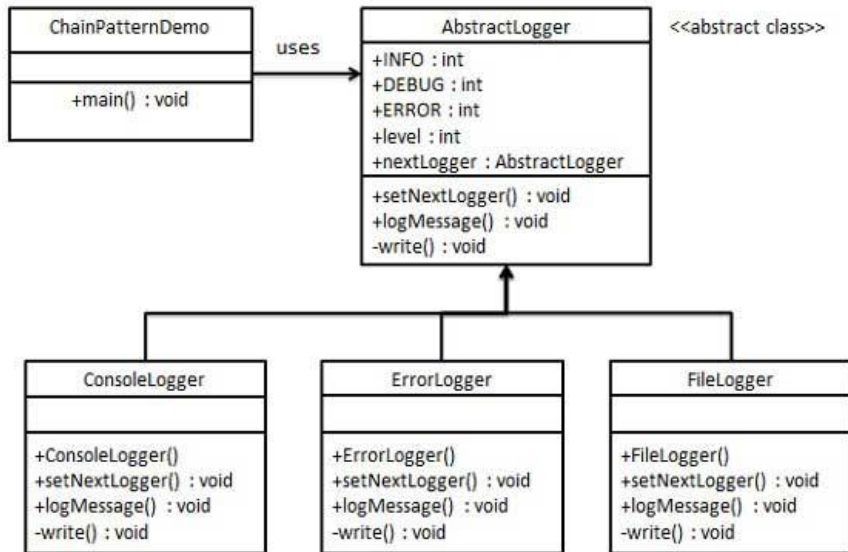 ChainPatternDemo
+main() : void
uses
AbstractLogger
<<abstract class>>
+INFO : int
+DEBUG : int
+ERROR : int
+level : int
+nextLogger : AbstractLogger
+setNextLogger() : void
+logMessage() : void
-write() : void
ConsoleLogger
+ConsoleLogger()
+setNextLogger() : void
+logMessage() : void
-write() : void
ErrorLogger
+ErrorLogger()
+setNextLogger() : void
+logMessage() : void
-write() : void
FileLogger
+FileLogger()
+setNextLogger() : void
+logMessage() : void
-write() : void